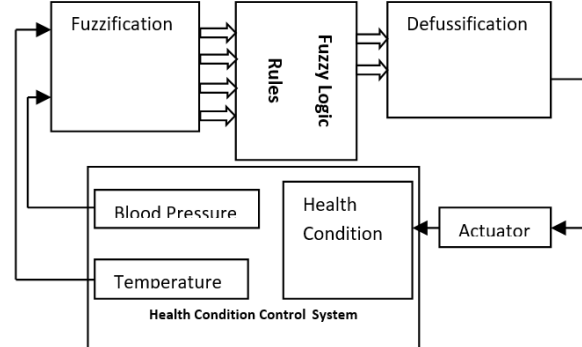 Fuzzification
Fuzzy Logic
Rules
Defussification
Blood Pressure
Health
Condition
Actuator
Temperature
Health Condition Control System